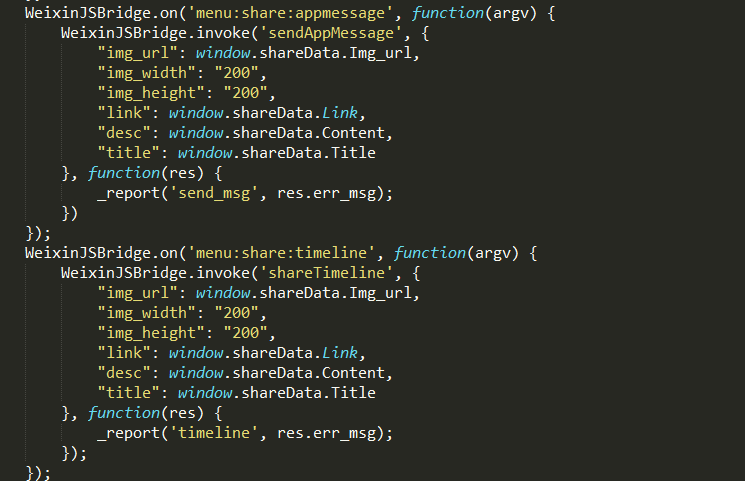 });
WeixinJSBridge.on('menu:share:appmessage', function(argv) {
    WeixinJSBridge.invoke('sendAppMessage', {
        "img_url": window.shareData.Img_url,
        "img_width": "200",
        "img_height": "200",
        "link": window.shareData.Link,
        "desc": window.shareData.Content,
        "title": window.shareData.Title
    }, function(res) {
        _report('send_msg', res.err_msg);
    })
});
WeixinJSBridge.on('menu:share:timeline', function(argv) {
    WeixinJSBridge.invoke('shareTimeline', {
        "img_url": window.shareData.Img_url,
        "img_width": "200",
        "img_height": "200",
        "link": window.shareData.Link,
        "desc": window.shareData.Content,
        "title": window.shareData.Title
    }, function(res) {
        _report('timeline', res.err_msg);
    });
});